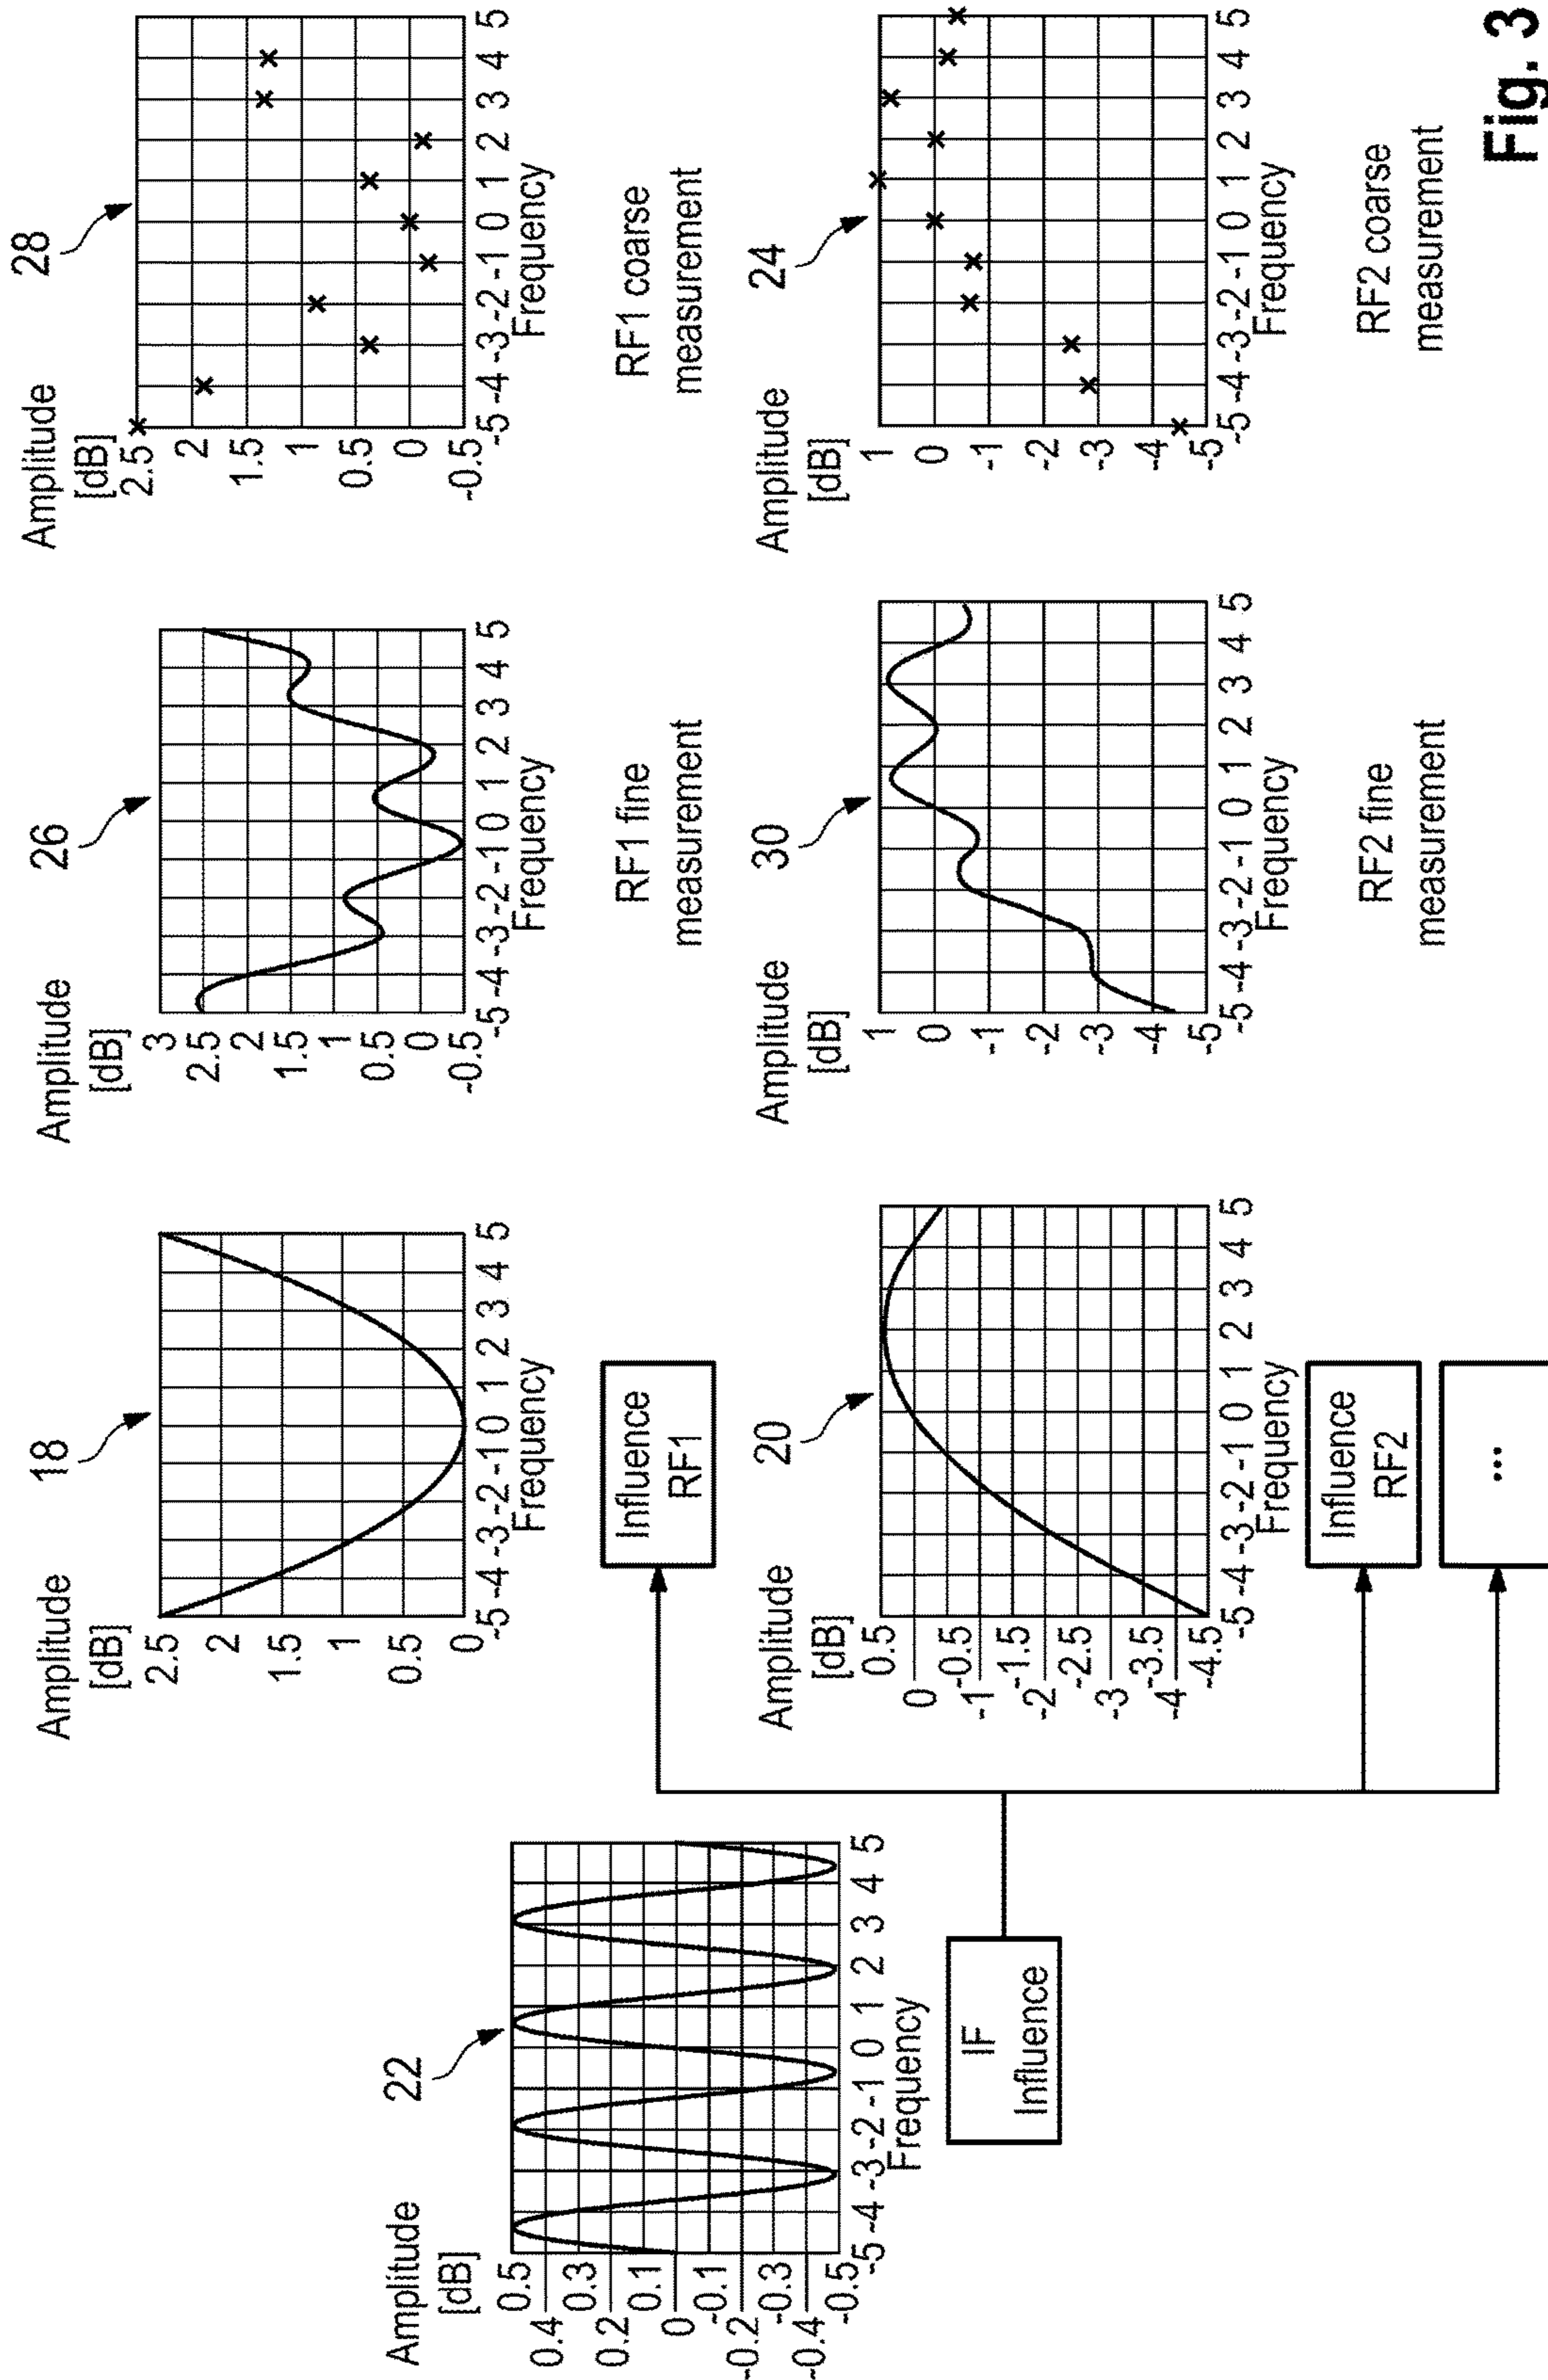 22
Amplitude
[dB]
0.5
0.4
0.3
0.2
0.1
0
-0.1
-0.2
-0.3
-0.4
-0.5
-5 -4 -3 -2 -1 0 1 2 3 4 5
Frequency
IF
Influence
18
Amplitude
[dB]
2.5
2
1.5
1
0.5
0
-5 -4 -3 -2 -1 0 1 2 3 4 5
Frequency
Influence
RF1
26
Amplitude
[dB]
3
2.5
2
1.5
1
0.5
0
-0.5
-5 -4 -3 -2 -1 0 1 2 3 4 5
Frequency
RF1 fine
measurement
28
Amplitude
[dB]
2.5
2
1.5
1
0.5
0
-0.5
-5 -4 -3 -2 -1 0 1 2 3 4 5
Frequency
RF1 coarse
measurement
20
Amplitude
[dB]
0.5
0
-0.5
-1
-1.5
-2
-2.5
-3
-3.5
-4
-4.5
-5 -4 -3 -2 -1 0 1 2 3 4 5
Frequency
Influence
RF2
...
30
Amplitude
[dB]
1
0
-1
-2
-3
-4
-5
-5 -4 -3 -2 -1 0 1 2 3 4 5
Frequency
RF2 fine
measurement
24
Amplitude
[dB]
1
0
-1
-2
-3
-4
-5
-5 -4 -3 -2 -1 0 1 2 3 4 5
Frequency
RF2 coarse
measurement
Fig. 3